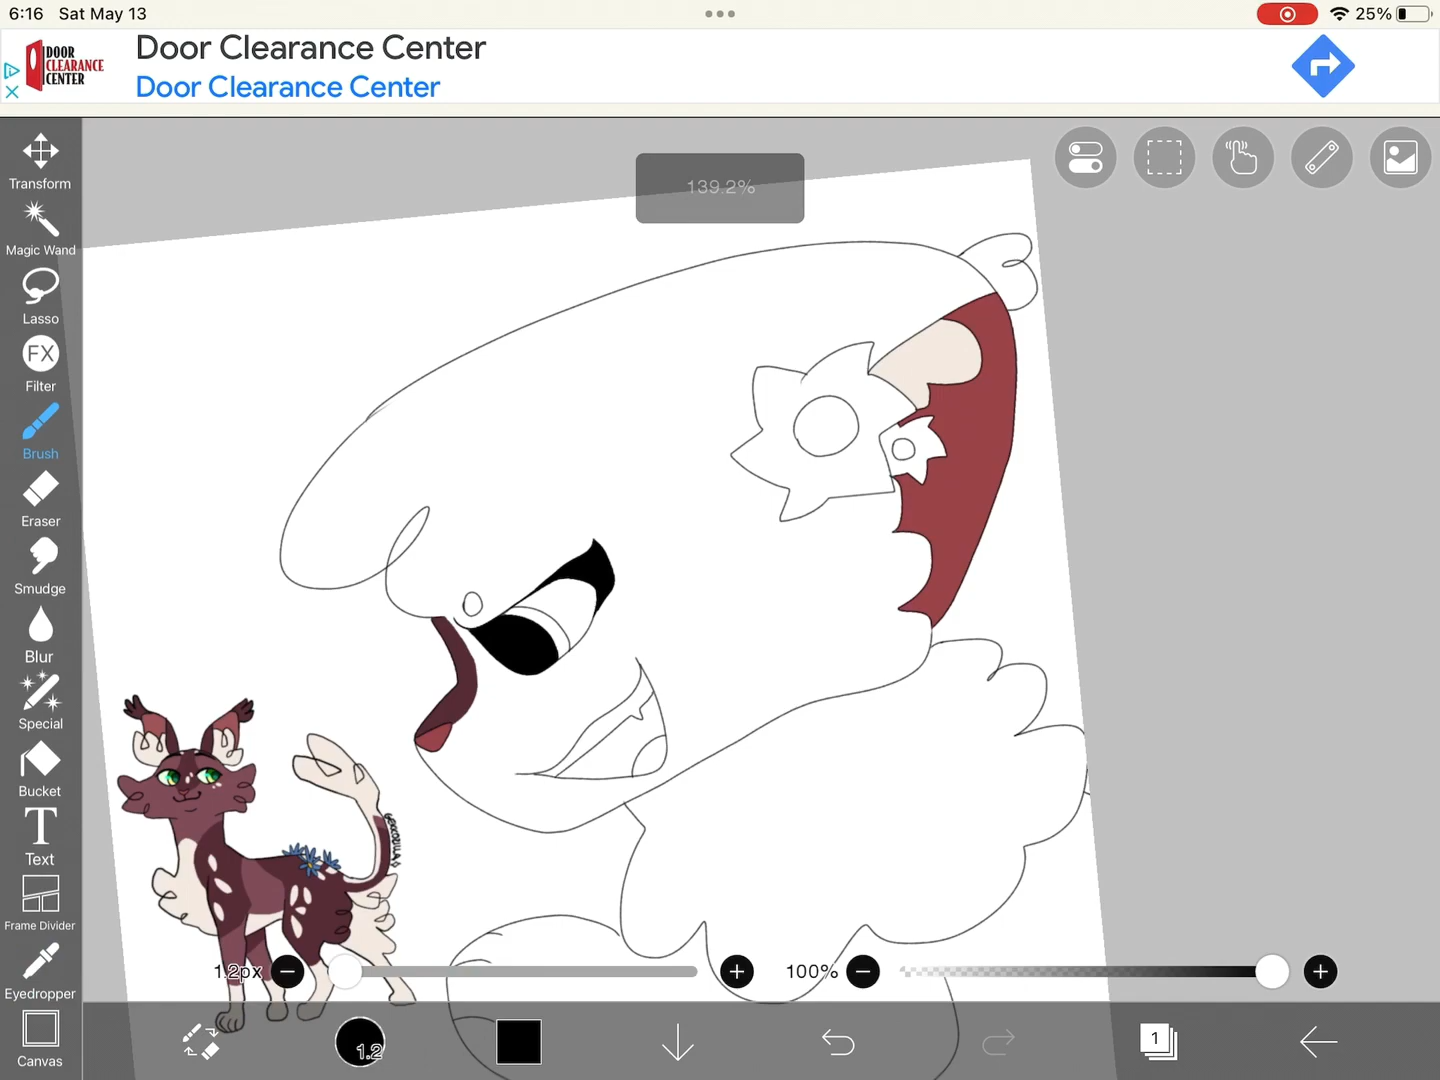 6:16 Sat May 13
25%
DOOR
CLEARANCE
CENTER
Door Clearance Center
Door Clearance Center
139.2%
Transform
Magic Wand
Lasso
FX
Filter
Brush
Eraser
Smudge
Blur
Special
Bucket
T
Text
Frame Divider
Eyedropper
Canvas
1.2px
100%
1.2
1